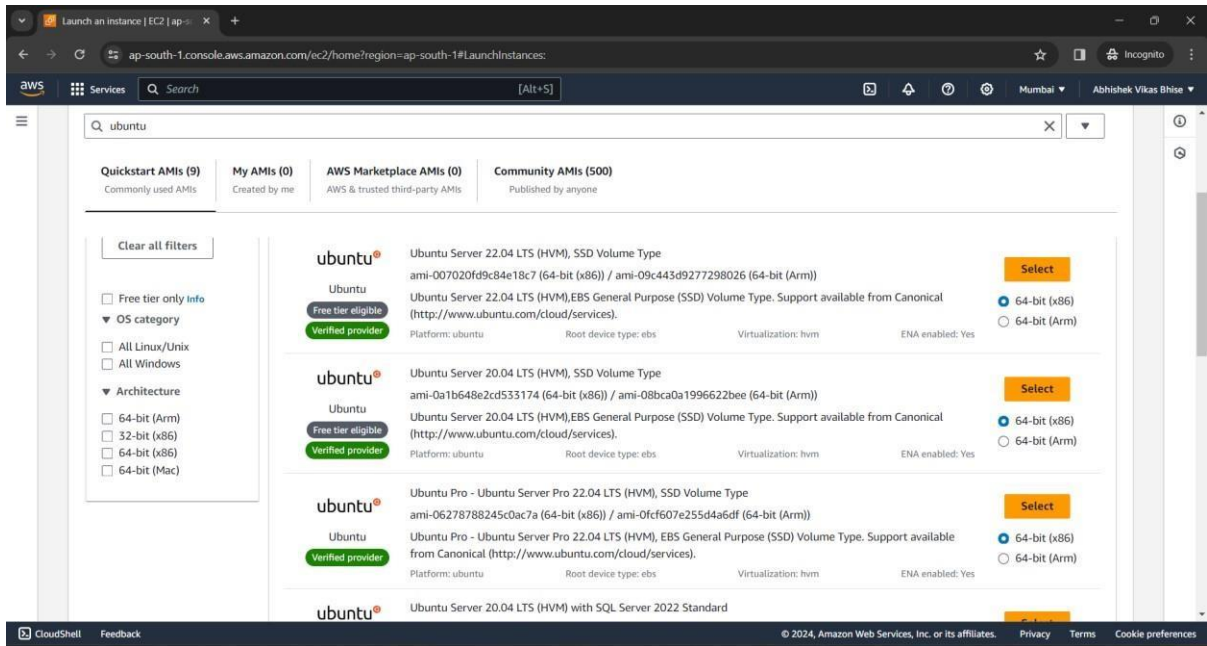 Launch an instance | EC2 | ap-s
ap-south-1.console.aws.amazon.com/ec2/home?region=ap-south-1#LaunchInstances:
Incognito
aws
Services
Search
[Alt+S]
Mumbai
Abhishek Vikas Bhise
ubuntu
Quickstart AMIs (9)
Commonly used AMIs
My AMIs (0)
Created by me
AWS Marketplace AMIs (0)
AWS & trusted third-party AMIs
Community AMIs (500)
Published by anyone
Clear all filters
Free tier only Info
OS category
All Linux/Unix
All Windows
Architecture
64-bit (Arm)
32-bit (x86)
64-bit (x86)
64-bit (Mac)
ubuntu
Ubuntu
Free tier eligible
Verified provider
Ubuntu Server 22.04 LTS (HVM), SSD Volume Type
ami-007020fd9c84e18c7 (64-bit (x86)) / ami-09c443d9277298026 (64-bit (Arm))
Ubuntu Server 22.04 LTS (HVM),EBS General Purpose (SSD) Volume Type. Support available from Canonical
(http://www.ubuntu.com/cloud/services).
Platform: ubuntu Root device type: ebs Virtualization: hvm ENA enabled: Yes
Select
64-bit (x86)
64-bit (Arm)
ubuntu
Ubuntu
Free tier eligible
Verified provider
Ubuntu Server 20.04 LTS (HVM), SSD Volume Type
ami-0a1b648e2cd533174 (64-bit (x86)) / ami-08bca0a1996622bee (64-bit (Arm))
Ubuntu Server 20.04 LTS (HVM),EBS General Purpose (SSD) Volume Type. Support available from Canonical
(http://www.ubuntu.com/cloud/services).
Platform: ubuntu Root device type: ebs Virtualization: hvm ENA enabled: Yes
Select
64-bit (x86)
64-bit (Arm)
ubuntu
Ubuntu
Verified provider
Ubuntu Pro - Ubuntu Server Pro 22.04 LTS (HVM), SSD Volume Type
ami-06278788245c0ac7a (64-bit (x86)) / ami-0fcf607e255d4a6df (64-bit (Arm))
Ubuntu Pro - Ubuntu Server Pro 22.04 LTS (HVM), EBS General Purpose (SSD) Volume Type. Support available
from Canonical (http://www.ubuntu.com/cloud/services).
Platform: ubuntu Root device type: ebs Virtualization: hvm ENA enabled: Yes
Select
64-bit (x86)
64-bit (Arm)
ubuntu
Ubuntu Server 20.04 LTS (HVM) with SQL Server 2022 Standard
CloudShell
Feedback
© 2024, Amazon Web Services, Inc. or its affiliates.
Privacy
Terms
Cookie preferences